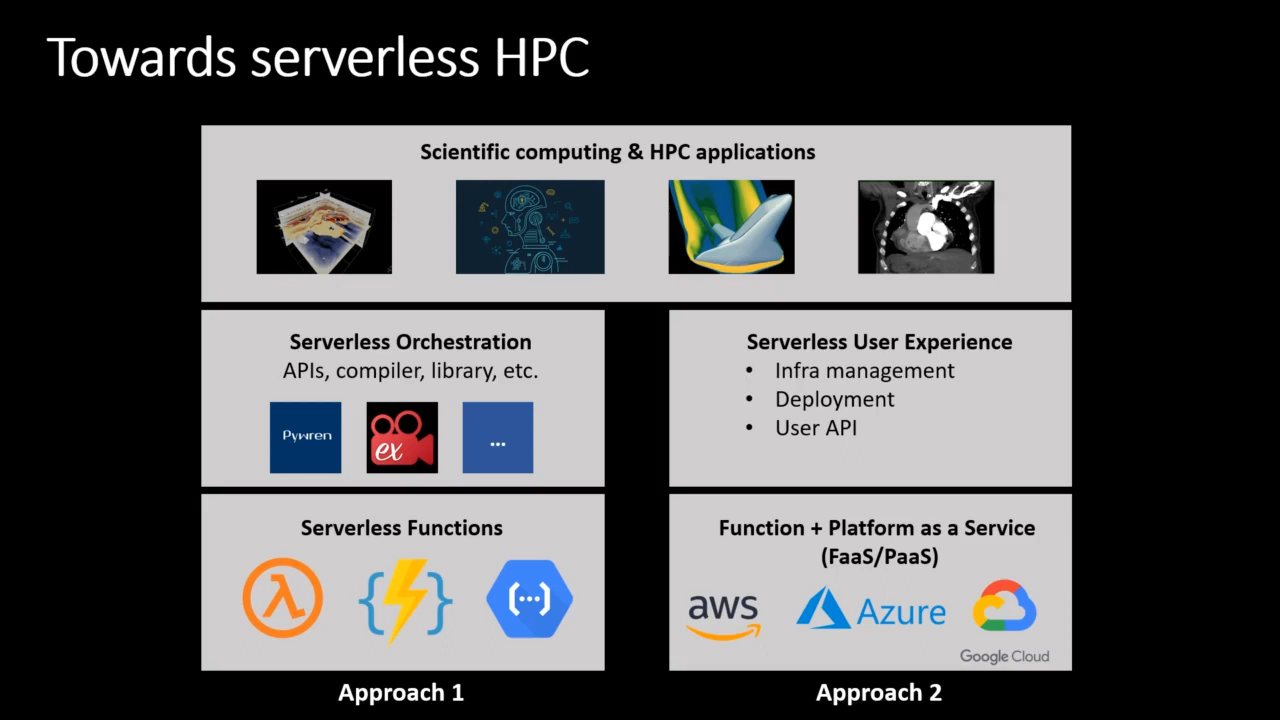 Towards serverless HPC
Scientific computing & HPC applications
Serverless Orchestration
APIs, compiler, library, etc.
Pywren
ex
...
Serverless User Experience
• Infra management
• Deployment
• User API
Serverless Functions
λ
{ }
(...)
Function + Platform as a Service
(FaaS/PaaS)
aws
Azure
Google Cloud
Approach 1
Approach 2